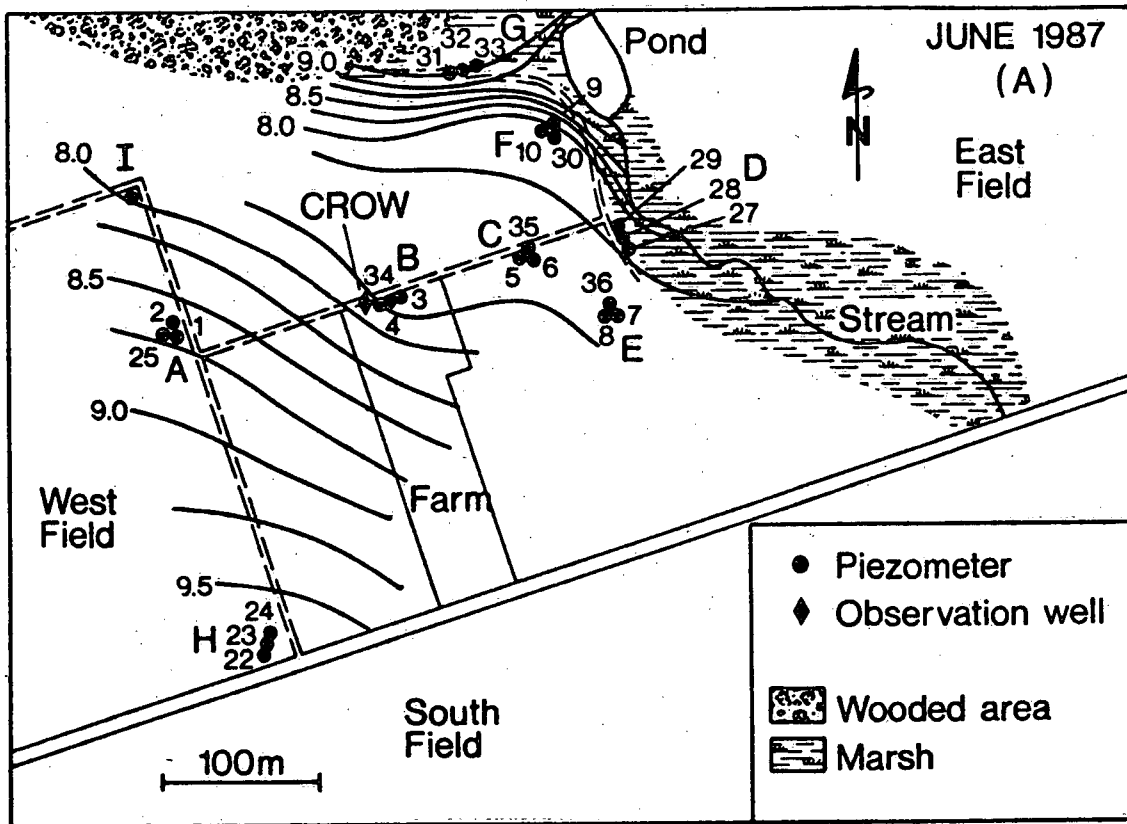 JUNE 1987
(A)
G
Pond
32
33
31
9.0
9
8.5
8.0
F
10
30
N
East
Field
29
D
28
27
8.0
I
CROW
35
C
5
6
B
34
3
4
36
7
8
E
Stream
8.5
2
1
25
A
9.0
West
Field
Farm
9.5
24
H
23
22
South
Field
100m
Piezometer
Observation well
Wooded area
Marsh